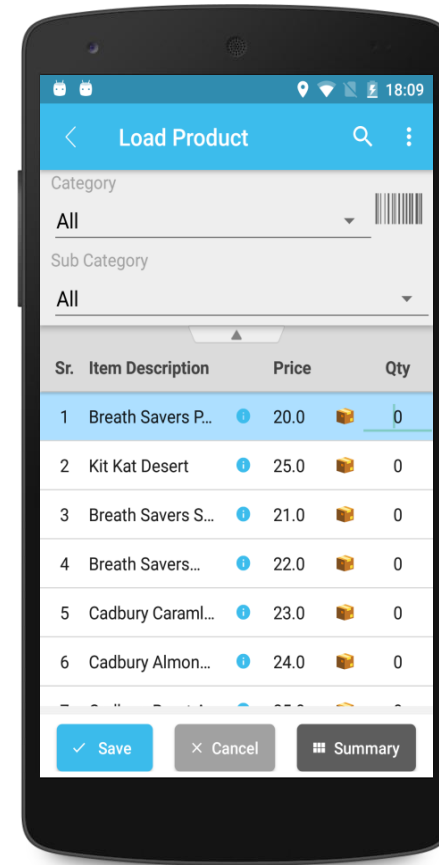 18:09
Load Product
Category
All
Sub Category
All
Sr. Item Description Price Qty
1 Breath Savers P... 20.0 0
2 Kit Kat Desert 25.0 0
3 Breath Savers S... 21.0 0
4 Breath Savers... 22.0 0
5 Cadbury Caraml... 23.0 0
6 Cadbury Almon... 24.0 0
Save Cancel Summary